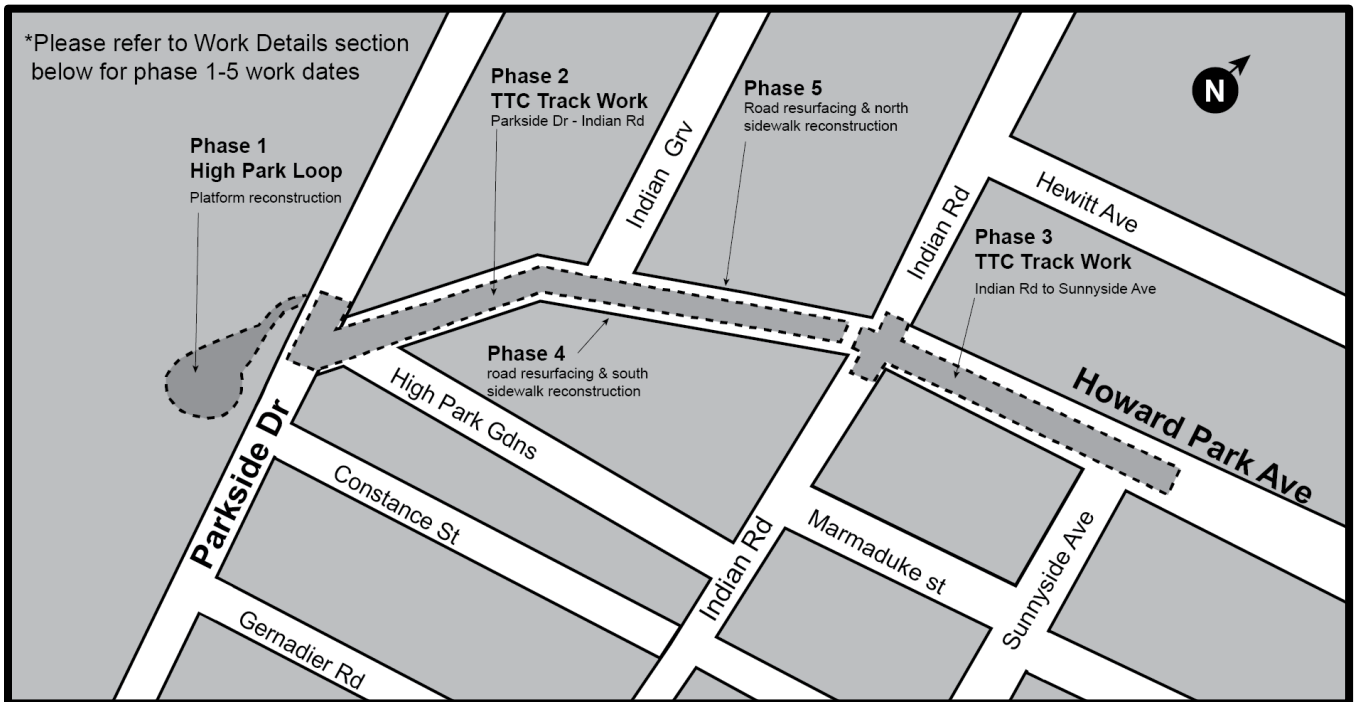 *Please refer to Work Details section
below for phase 1-5 work dates
Phase 1
High Park Loop
Platform reconstruction
Phase 2
TTC Track Work
Parkside Dr - Indian Rd
Phase 5
Road resurfacing & north
sidewalk reconstruction
N
Indian Grv
Indian Rd
Hewitt Ave
Phase 3
TTC Track Work
Indian Rd to Sunnyside Ave
Phase 4
road resurfacing & south
sidewalk reconstruction
Howard Park Ave
High Park Gdns
Parkside Dr
Constance St
Marmaduke st
Indian Rd
Sunnyside Ave
Gernadier Rd